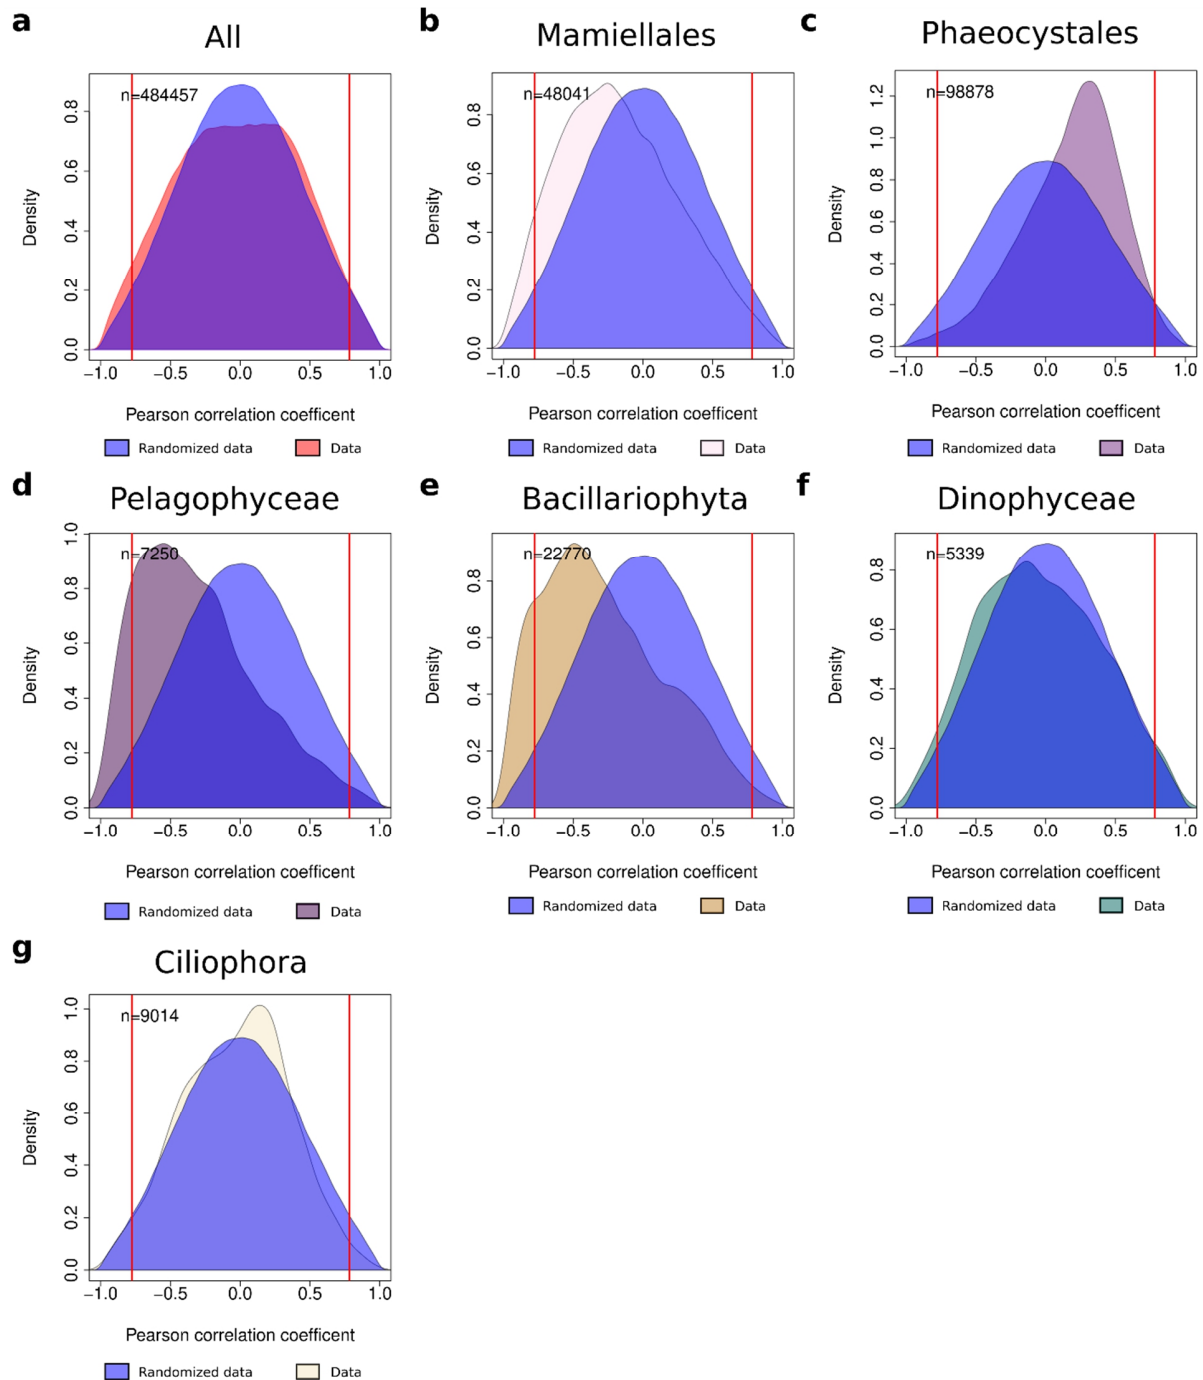 a
All
n=484457
Density
0.0 0.2 0.4 0.6 0.8
−1.0 −0.5 0.0 0.5 1.0
Pearson correlation coefficent
Randomized data Data
b
Mamiellales
n=48041
Density
0.0 0.2 0.4 0.6 0.8
−1.0 −0.5 0.0 0.5 1.0
Pearson correlation coefficent
Randomized data Data
c
Phaeocystales
n=98878
Density
0.0 0.2 0.4 0.6 0.8 1.0 1.2
−1.0 −0.5 0.0 0.5 1.0
Pearson correlation coefficent
Randomized data Data
d
Pelagophyceae
n=7250
Density
0.0 0.2 0.4 0.6 0.8 1.0
−1.0 −0.5 0.0 0.5 1.0
Pearson correlation coefficent
Randomized data Data
e
Bacillariophyta
n=22770
Density
0.0 0.2 0.4 0.6 0.8
−1.0 −0.5 0.0 0.5 1.0
Pearson correlation coefficent
Randomized data Data
f
Dinophyceae
n=5339
Density
0.0 0.2 0.4 0.6 0.8
−1.0 −0.5 0.0 0.5 1.0
Pearson correlation coefficent
Randomized data Data
g
Ciliophora
n=9014
Density
0.0 0.2 0.4 0.6 0.8 1.0
−1.0 −0.5 0.0 0.5 1.0
Pearson correlation coefficent
Randomized data Data